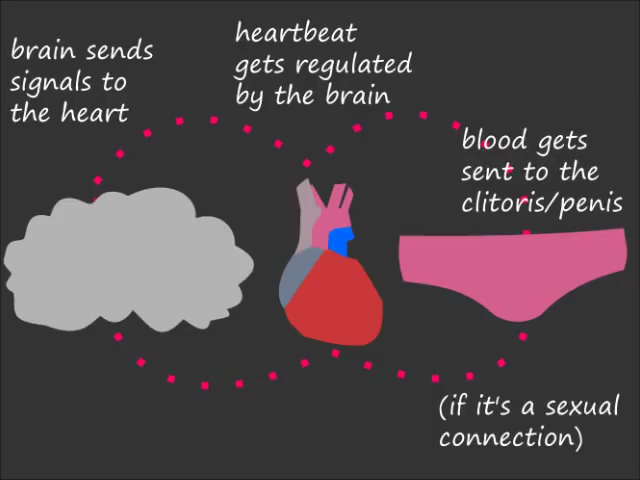 brain sends
signals to
the heart
heartbeat
gets regulated
by the brain
blood gets
sent to the
clitoris/penis
(if it's a sexual
connection)